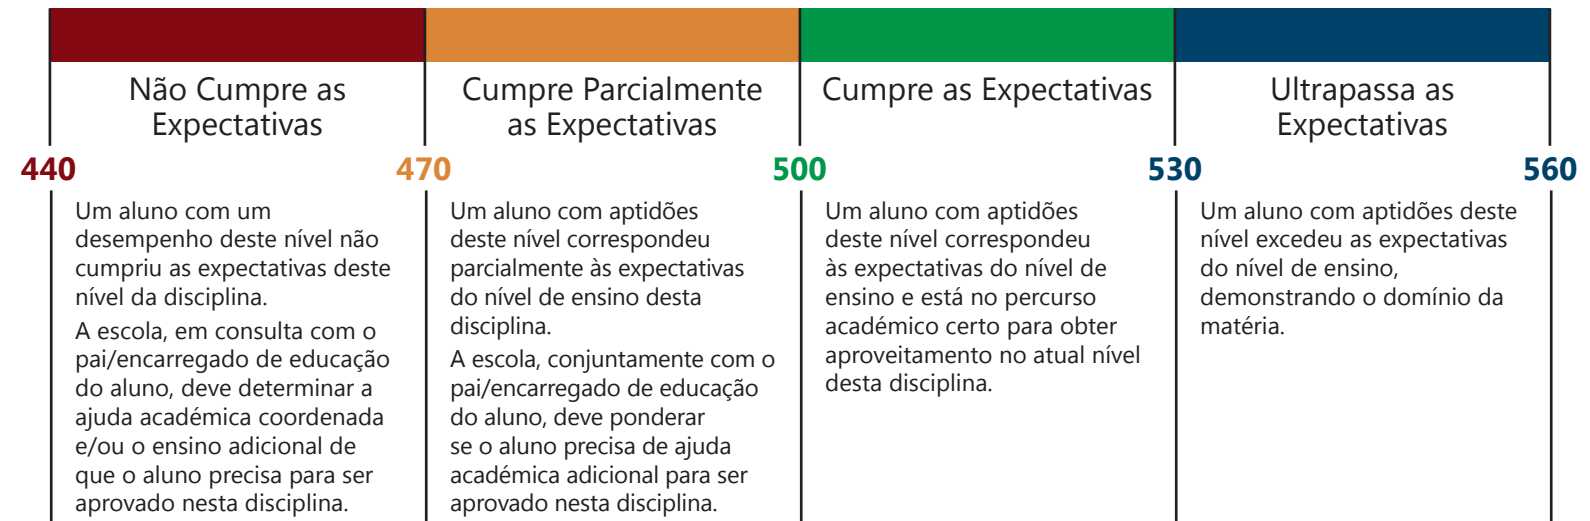 Não Cumpre as
Expectativas
Cumpre Parcialmente
as Expectativas
Cumpre as Expectativas
Ultrapassa as
Expectativas
440
470
500
530
560
Um aluno com um
desempenho deste nível não
cumpriu as expectativas deste
nível da disciplina.
A escola, em consulta com o
pai/encarregado de educação
do aluno, deve determinar a
ajuda académica coordenada
e/ou o ensino adicional de
que o aluno precisa para ser
aprovado nesta disciplina.
Um aluno com aptidões
deste nível correspondeu
parcialmente às expectativas
do nível de ensino desta
disciplina.
A escola, conjuntamente com o
pai/encarregado de educação
do aluno, deve ponderar
se o aluno precisa de ajuda
académica adicional para ser
aprovado nesta disciplina.
Um aluno com aptidões
deste nível correspondeu
às expectativas do nível de
ensino e está no percurso
académico certo para obter
aproveitamento no atual nível
desta disciplina.
Um aluno com aptidões deste
nível excedeu as expectativas
do nível de ensino,
demonstrando o domínio da
matéria.